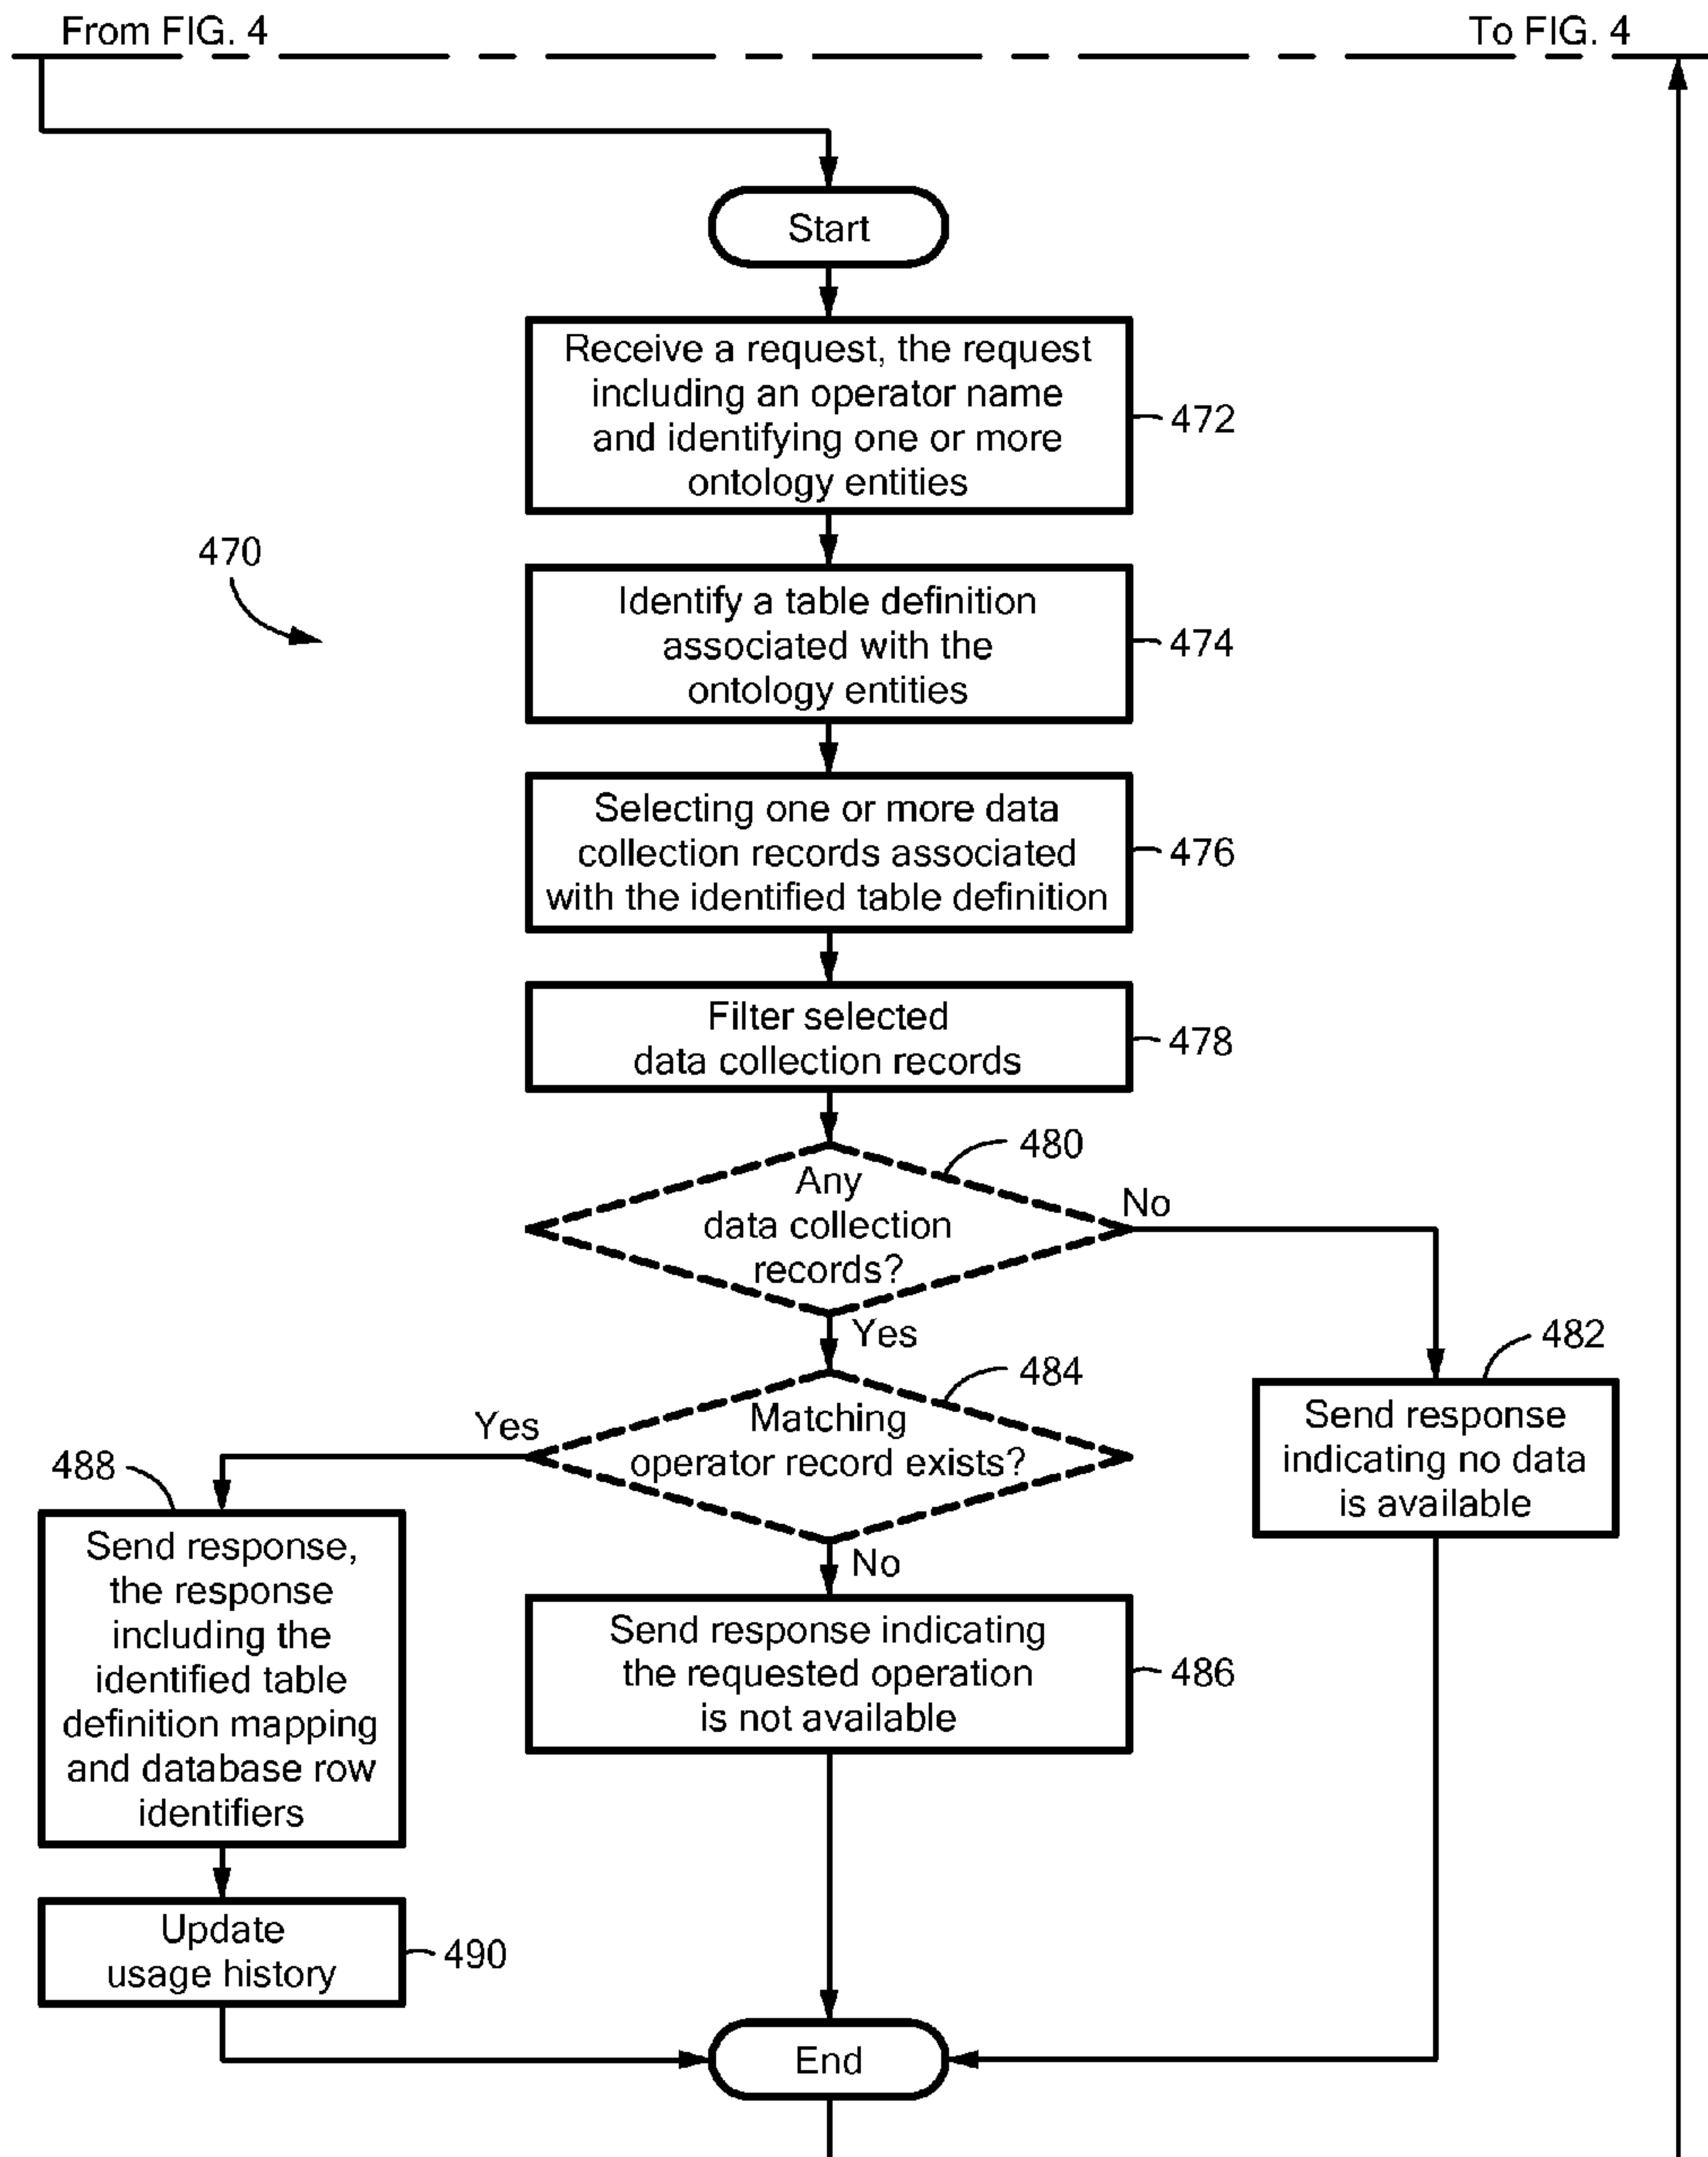 From FIG. 4
To FIG. 4
Start
Receive a request, the request
including an operator name
and identifying one or more
ontology entities
472
470
Identify a table definition
associated with the
ontology entities
474
Selecting one or more data
collection records associated
with the identified table definition
476
Filter selected
data collection records
478
480
Any
data collection
records?
No
Yes
482
Send response
indicating no data
is available
484
Matching
operator record exists?
Yes
No
488
Send response,
the response
including the
identified table
definition mapping
and database row
identifiers
Send response indicating
the requested operation
is not available
486
Update
usage history
490
End